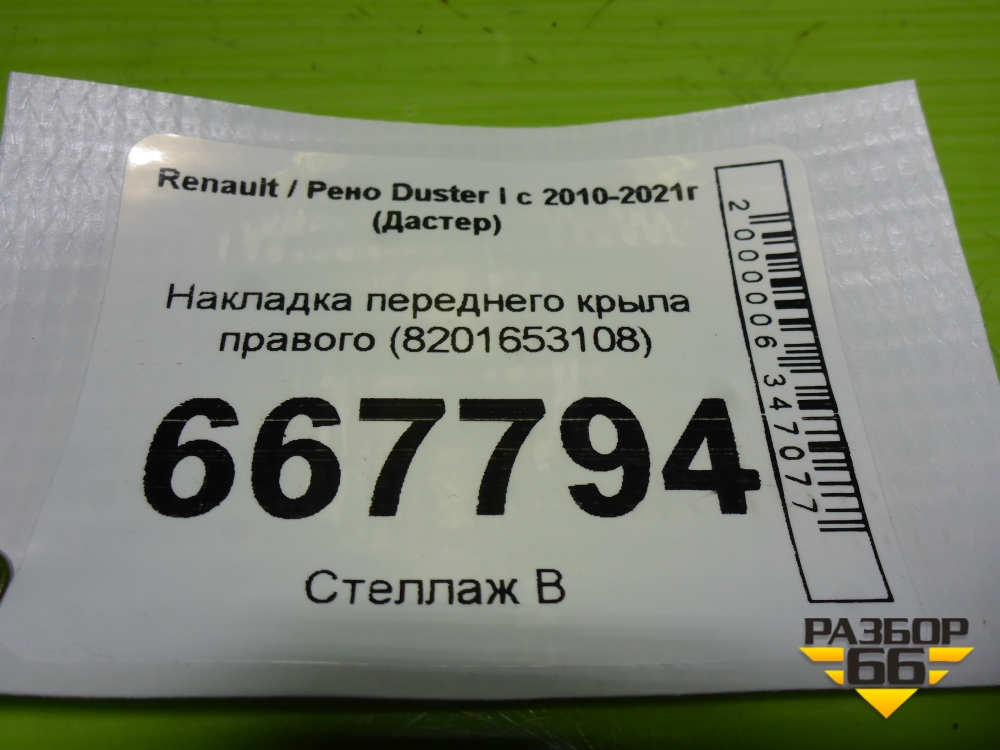 Renault / Рено Duster I с 2010-2021г
(Дастер)
Накладка переднего крыла
правого (8201653108)
667794
Стеллаж В
2000006347077
РАЗБОР
66